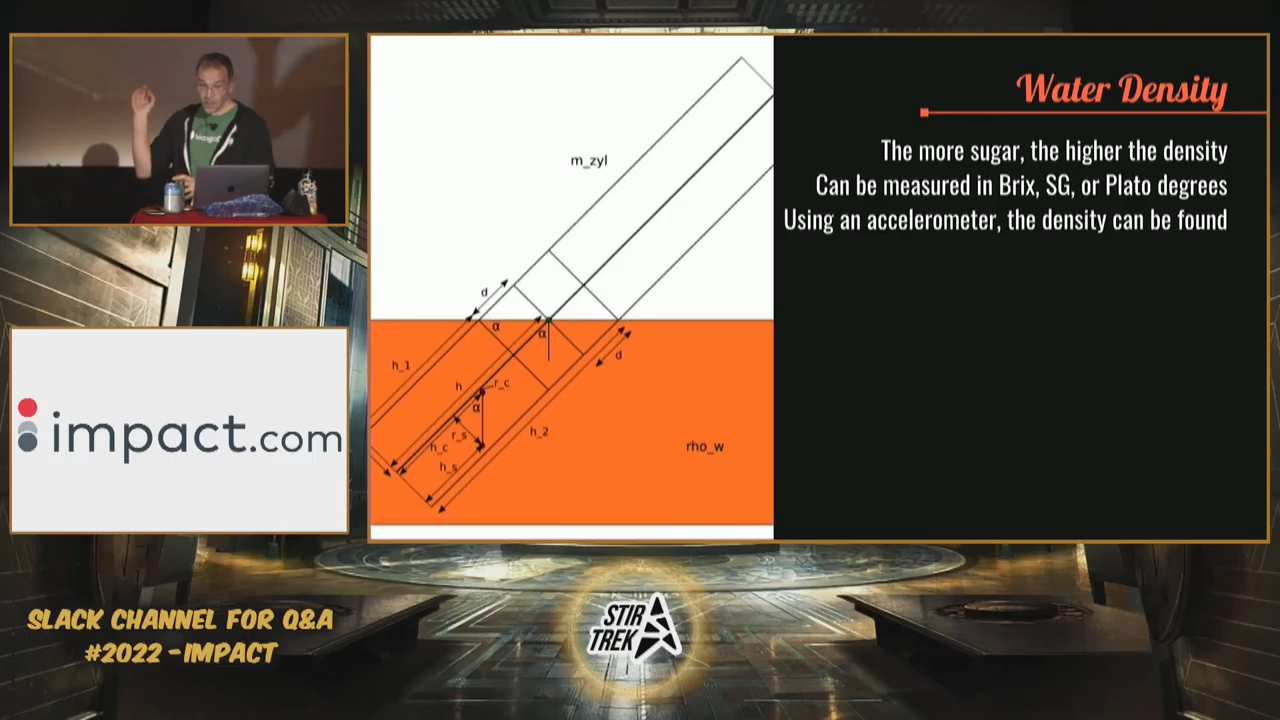 Water Density
The more sugar, the higher the density
Can be measured in Brix, SG, or Plato degrees
Using an accelerometer, the density can be found
m_zyl
d
α
α
d
h_1
h
r_c
α
r_s
h_c
h_2
h_s
rho_w
impact.com
SLACK CHANNEL FOR Q&A
#2022 - IMPACT
STIR
TREK